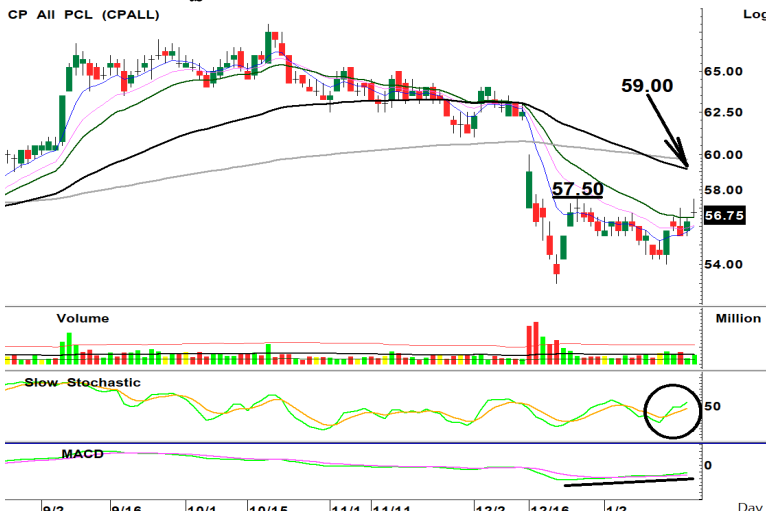 CP All PCL (CPALL)
Log
65.00
59.00
62.50
60.00
57.50
58.00
56.75
54.00
Volume
Million
Slow Stochastic
50
MACD
0
9/2 9/16 10/1 10/15 11/1 11/11 12/2 12/16 1/2 Day